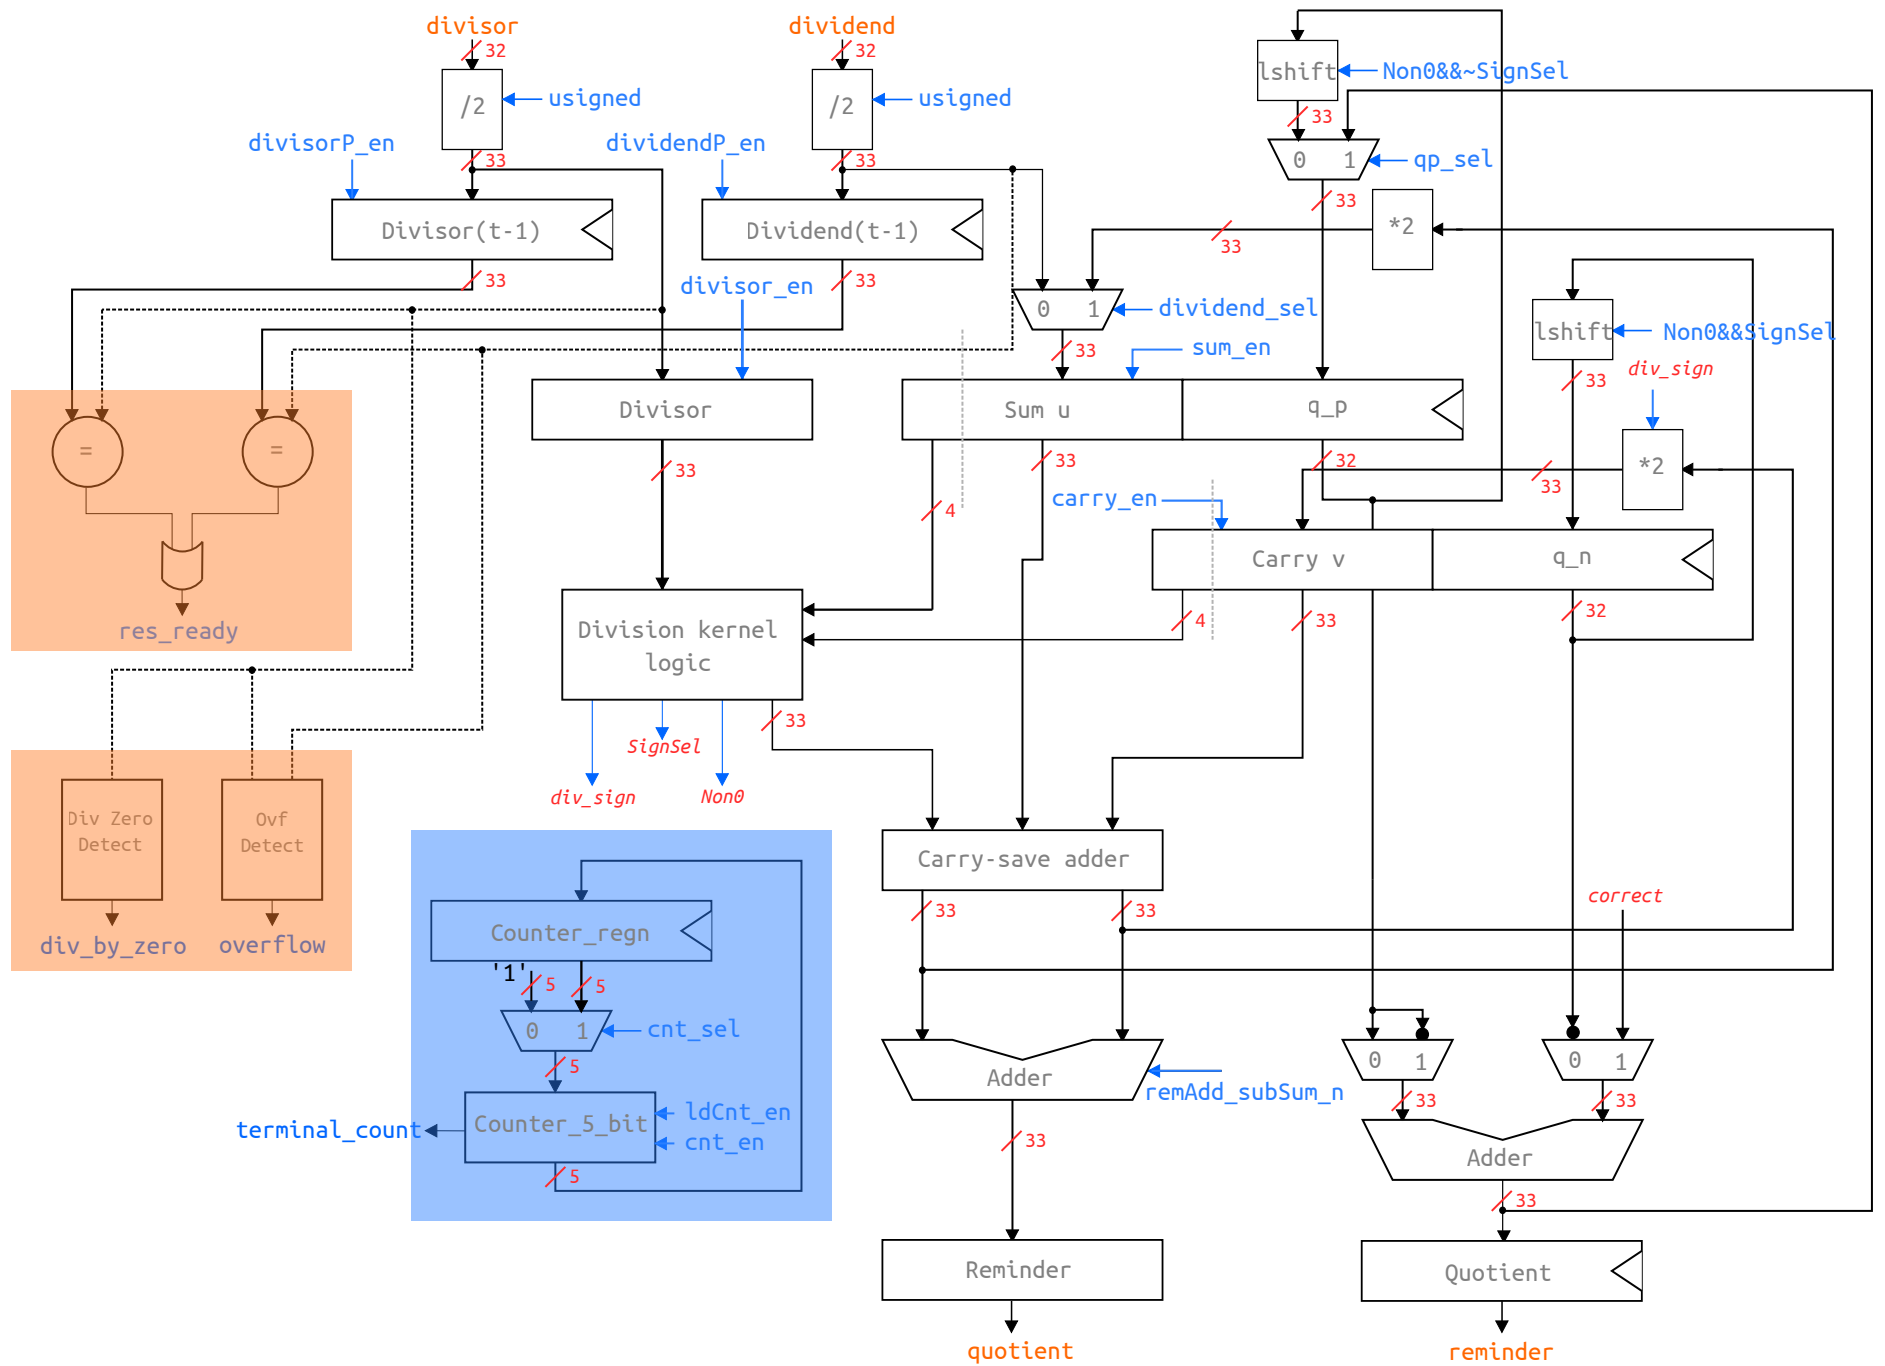 divisor
dividend
32
32
lshift
Non0&&~SignSel
/2
usigned
/2
usigned
33
divisorP_en
dividendP_en
33
33
0 1
qp_sel
33
Divisor(t-1)
Dividend(t-1)
*2
33
33
divisor_en
33
0 1
dividend_sel
lshift
Non0&&SignSel
33
sum_en
div_sign
33
Divisor
Sum u
q_p
=
=
33
33
32
*2
33
4
carry_en
Carry v
q_n
res_ready
Division kernel
logic
4
33
32
33
SignSel
div_sign
Non0
Div Zero
Detect
Ovf
Detect
Carry-save adder
correct
33
33
div_by_zero
overflow
Counter_regn
'1'
5
5
0 1
cnt_sel
5
Adder
remAdd_subSum_n
0 1
0 1
33
33
terminal_count
Counter_5_bit
ldCnt_en
cnt_en
5
33
Adder
33
Reminder
Quotient
quotient
reminder